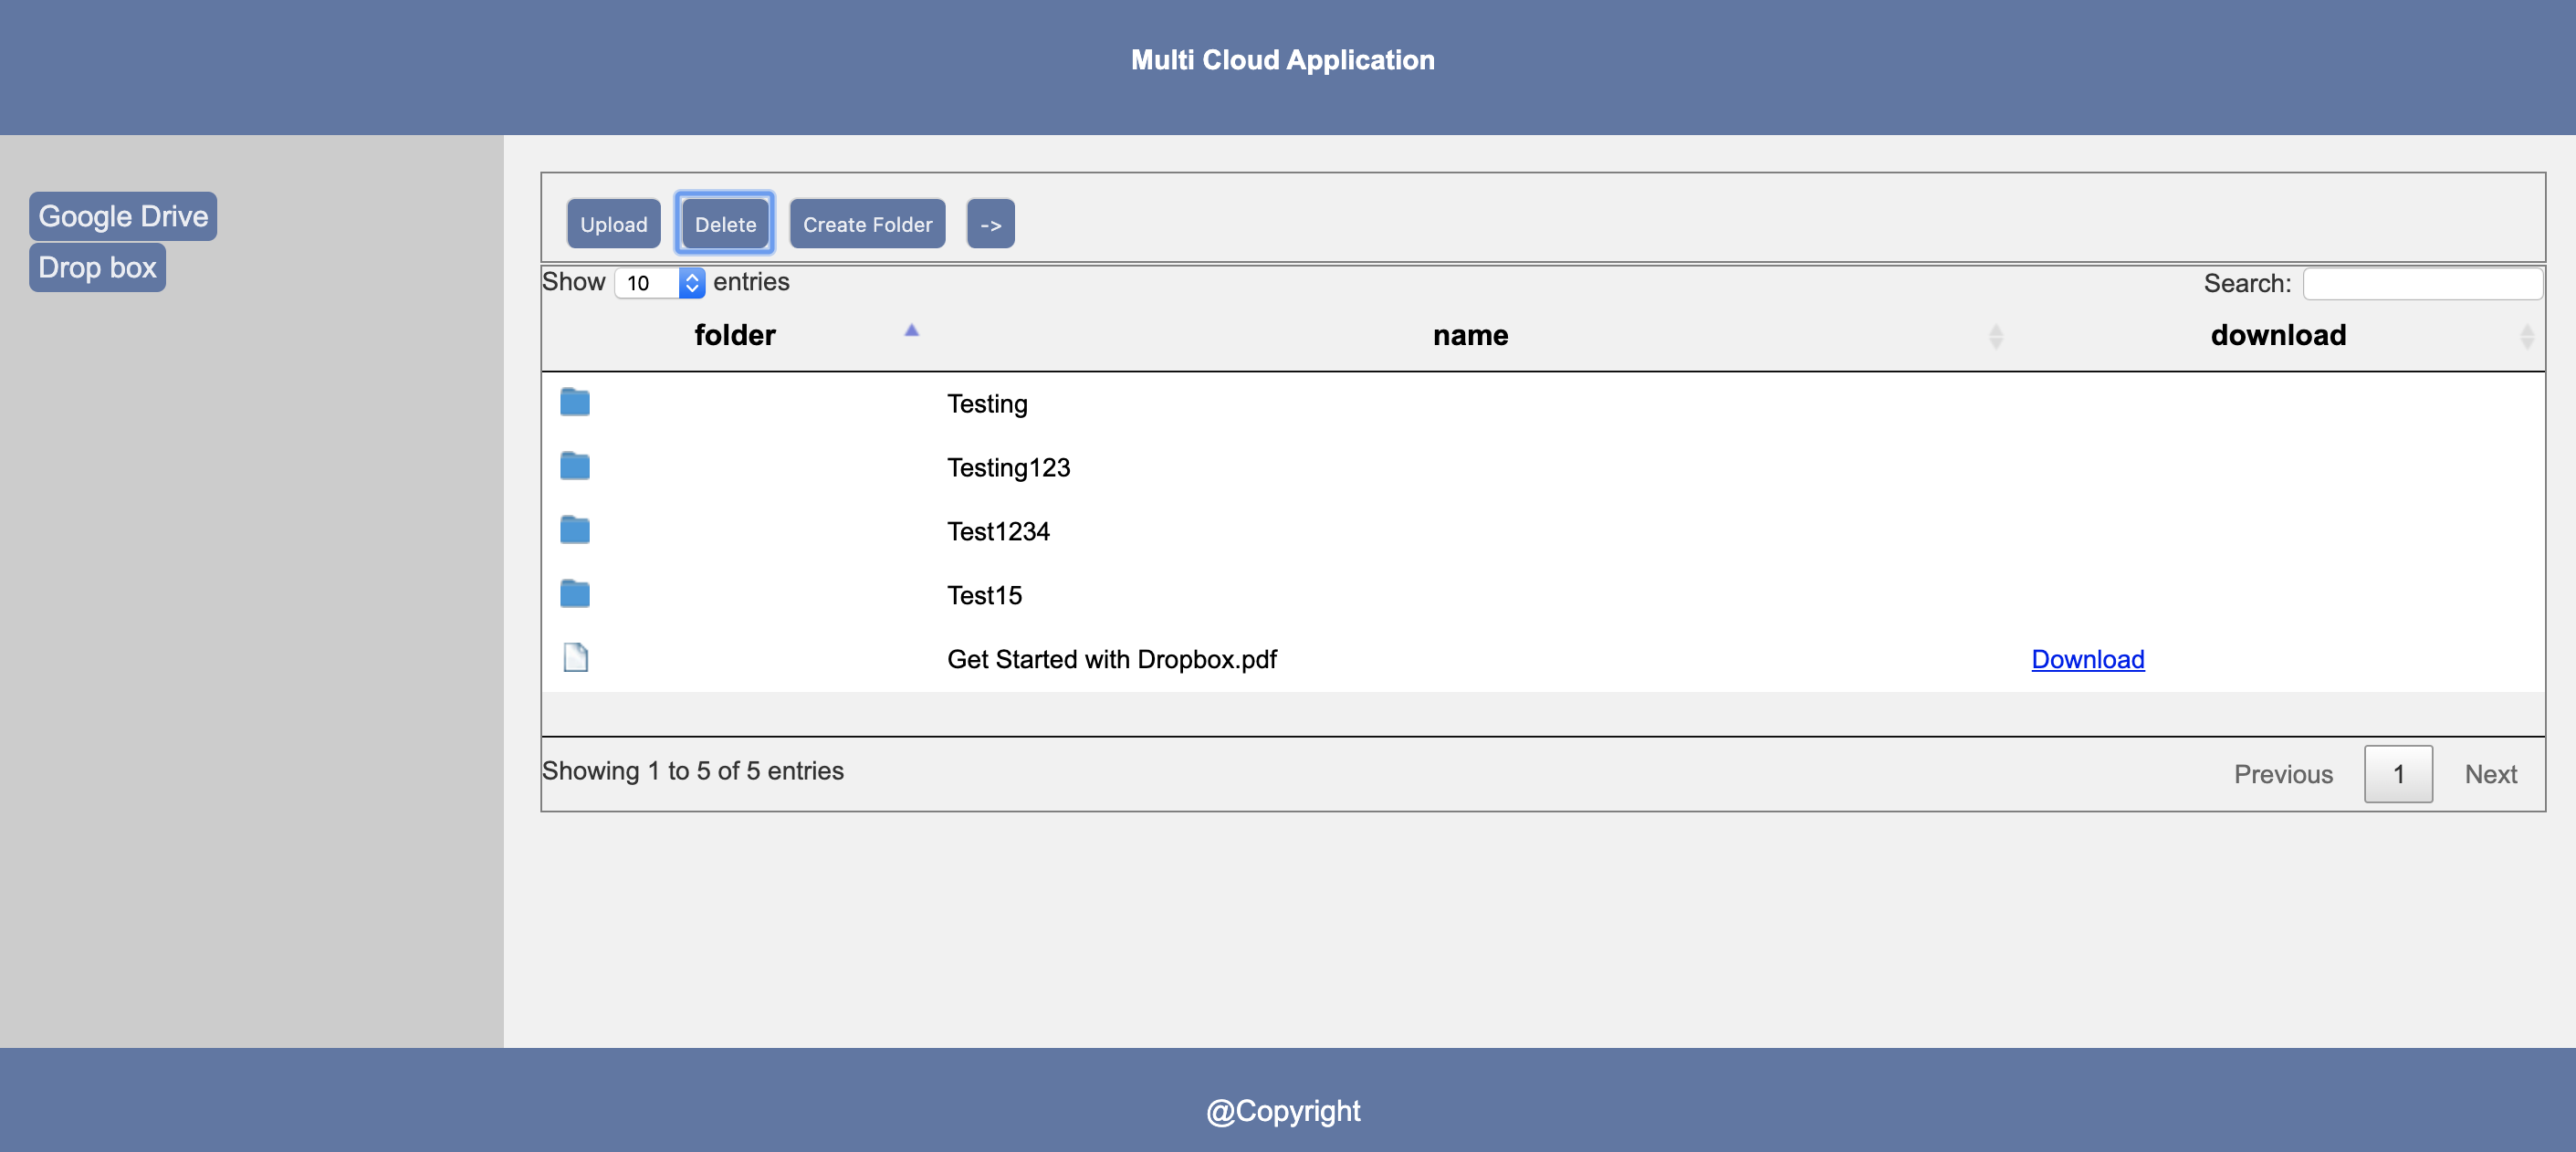 Multi Cloud Application
Google Drive
Drop box
Upload Delete Create Folder ->
Show 10 entries Search:
folder name download
Testing
Testing123
Test1234
Test15
Get Started with Dropbox.pdf Download
Showing 1 to 5 of 5 entries Previous 1 Next
@Copyright